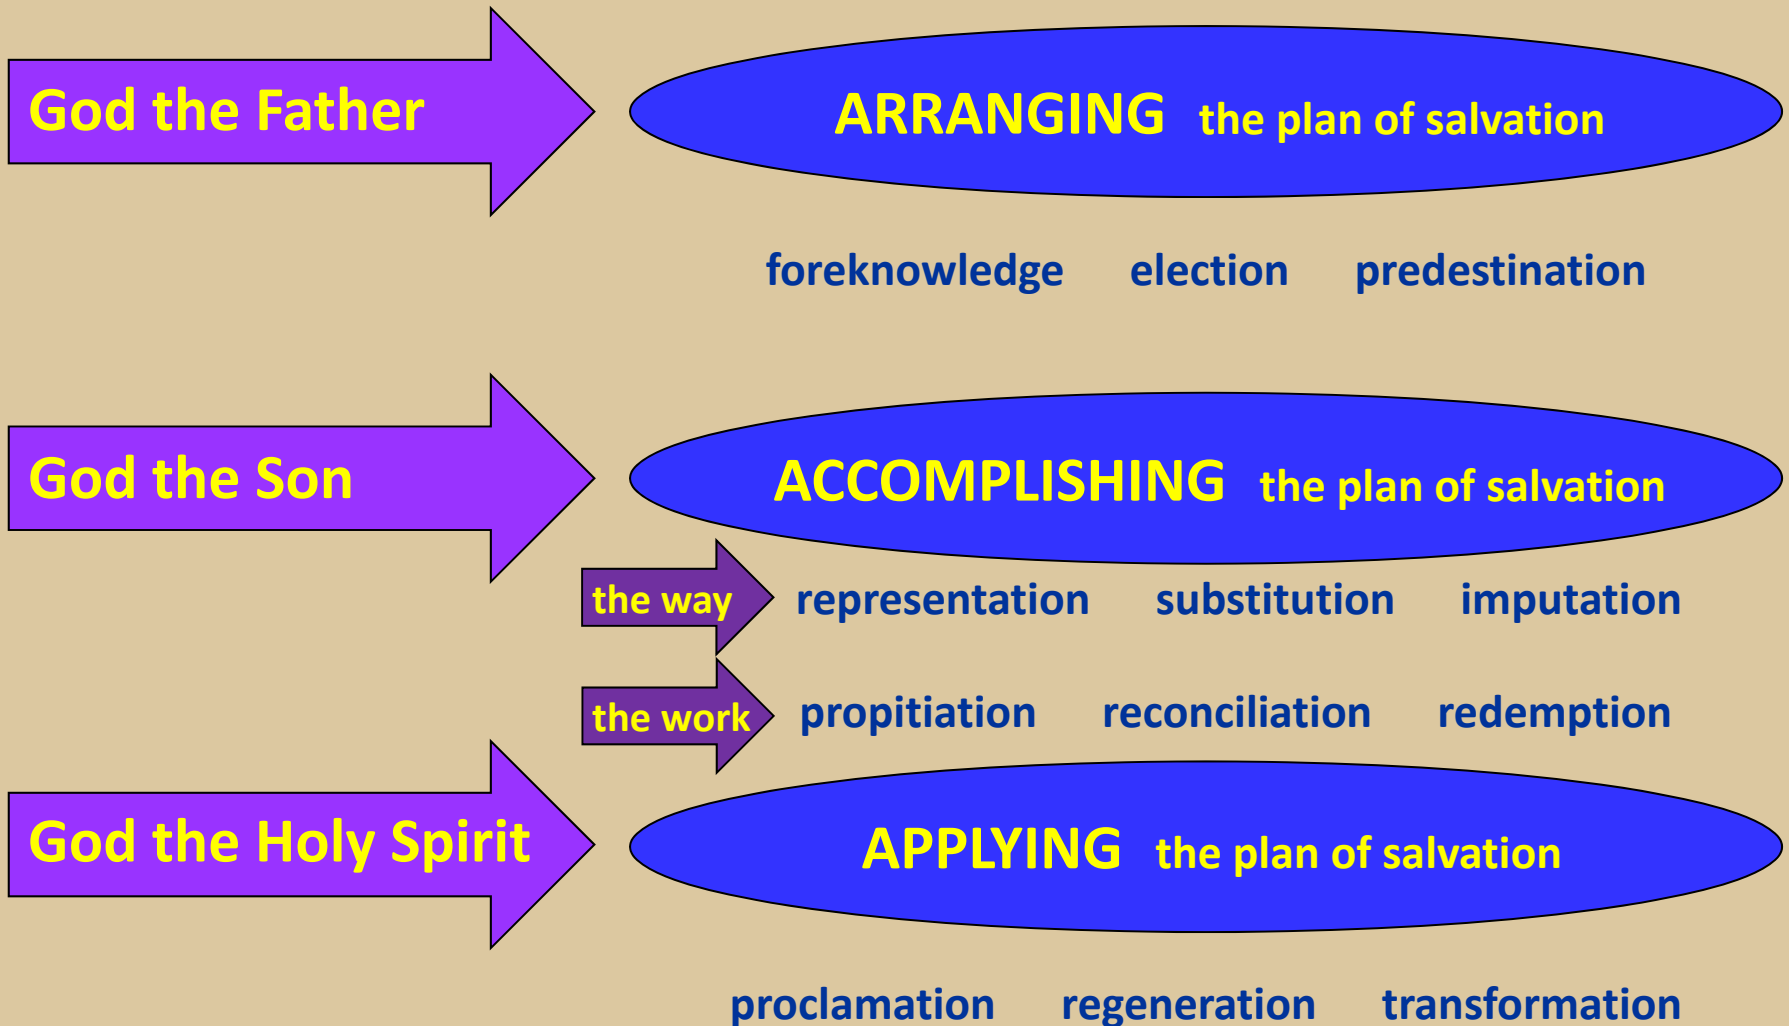 God the Father
ARRANGING the plan of salvation
foreknowledge election predestination
God the Son
ACCOMPLISHING the plan of salvation
the way
representation substitution imputation
the work
propitiation reconciliation redemption
God the Holy Spirit
APPLYING the plan of salvation
proclamation regeneration transformation